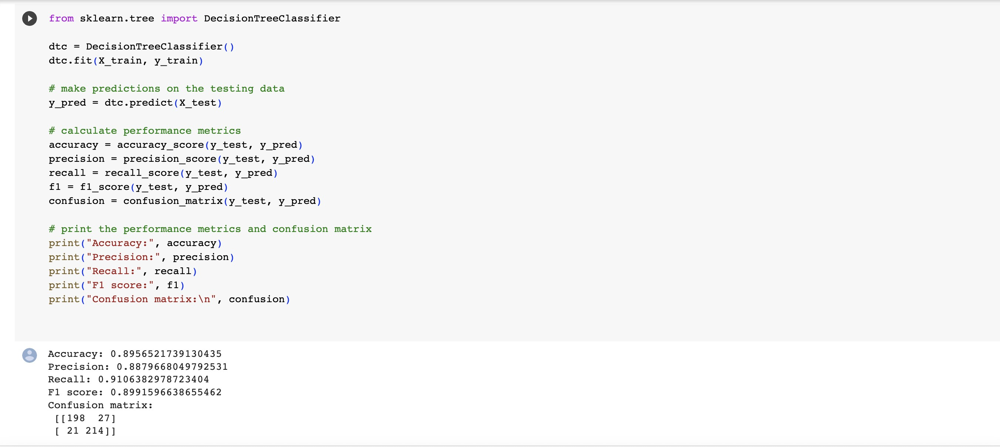 from sklearn.tree import DecisionTreeClassifier
dtc = DecisionTreeClassifier()
dtc.fit(X_train, y_train)
# make predictions on the testing data
y_pred = dtc.predict(X_test)
# calculate performance metrics
accuracy = accuracy_score(y_test, y_pred)
precision = precision_score(y_test, y_pred)
recall = recall_score(y_test, y_pred)
f1 = f1_score(y_test, y_pred)
confusion = confusion_matrix(y_test, y_pred)
# print the performance metrics and confusion matrix
print("Accuracy:", accuracy)
print("Precision:", precision)
print("Recall:", recall)
print("F1 score:", f1)
print("Confusion matrix:\n", confusion)
Accuracy: 0.8956521739130435
Precision: 0.8879668049792531
Recall: 0.9106382978723404
F1 score: 0.8991596638655462
Confusion matrix:
[[198  27]
[ 21 214]]